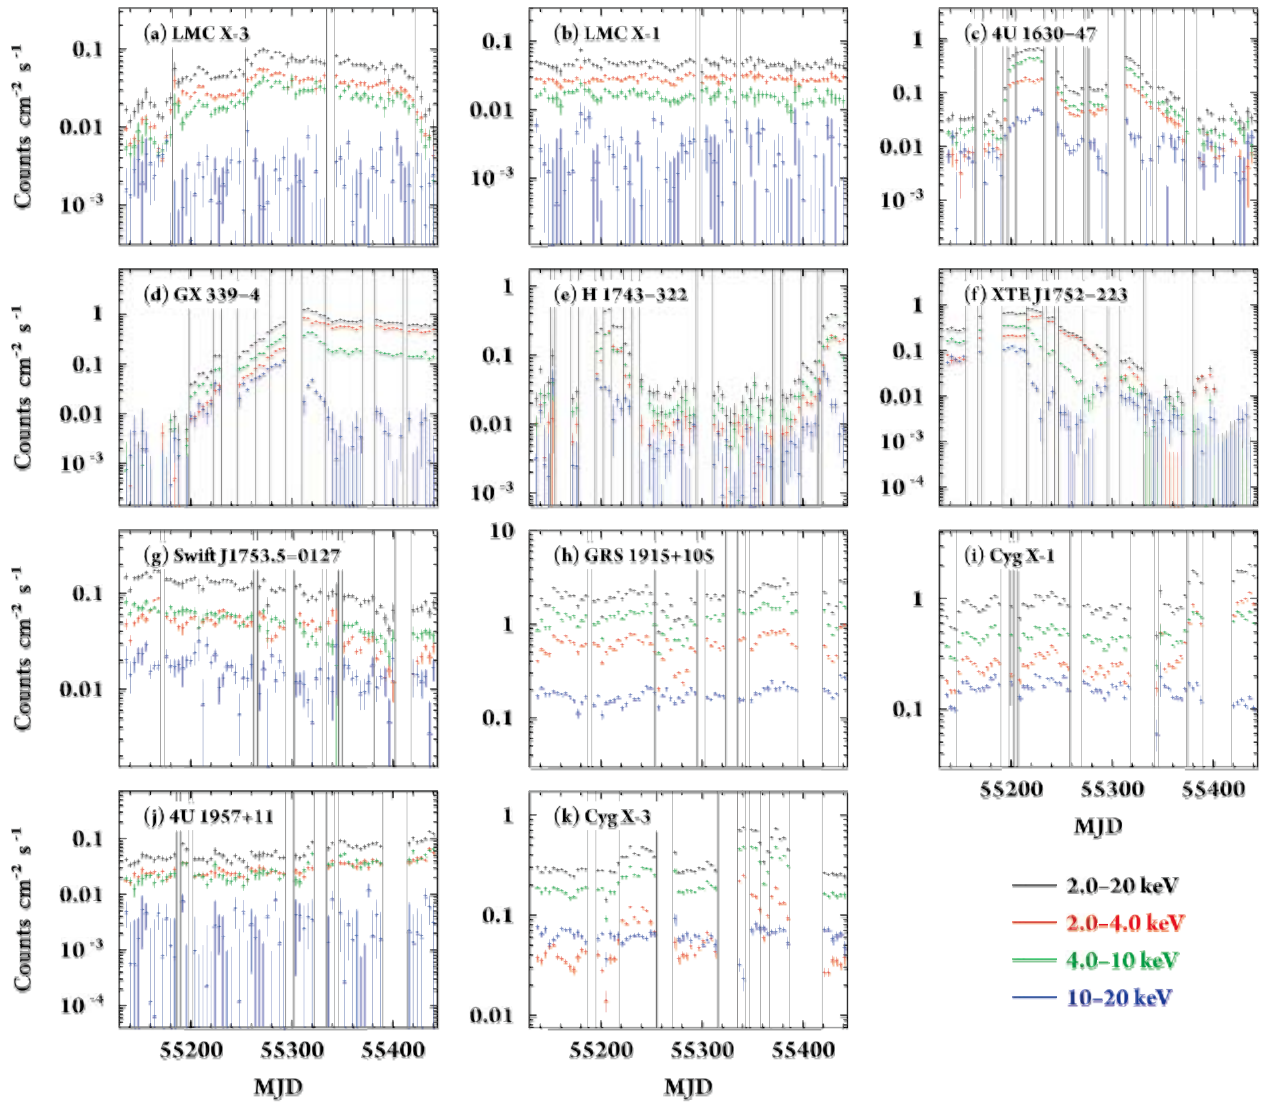 (a) LMC X-3
(b) LMC X-1
(c) 4U 1630−47
Counts cm⁻² s⁻¹
0.1
0.01
10⁻³
0.1
0.01
10⁻³
1
0.1
0.01
10⁻³
(d) GX 339−4
(e) H 1743−322
(f) XTE J1752−223
Counts cm⁻² s⁻¹
1
0.1
0.01
10⁻³
1
0.1
0.01
10⁻³
1
0.1
0.01
10⁻³
10⁻⁴
(g) Swift J1753.5−0127
(h) GRS 1915+105
(i) Cyg X-1
Counts cm⁻² s⁻¹
0.1
0.01
10
1
0.1
1
0.1
55200 55300 55400
MJD
(j) 4U 1957+11
(k) Cyg X-3
Counts cm⁻² s⁻¹
0.1
0.01
10⁻³
10⁻⁴
1
0.1
0.01
55200 55300 55400
MJD
55200 55300 55400
MJD
2.0−20 keV
2.0−4.0 keV
4.0−10 keV
10−20 keV